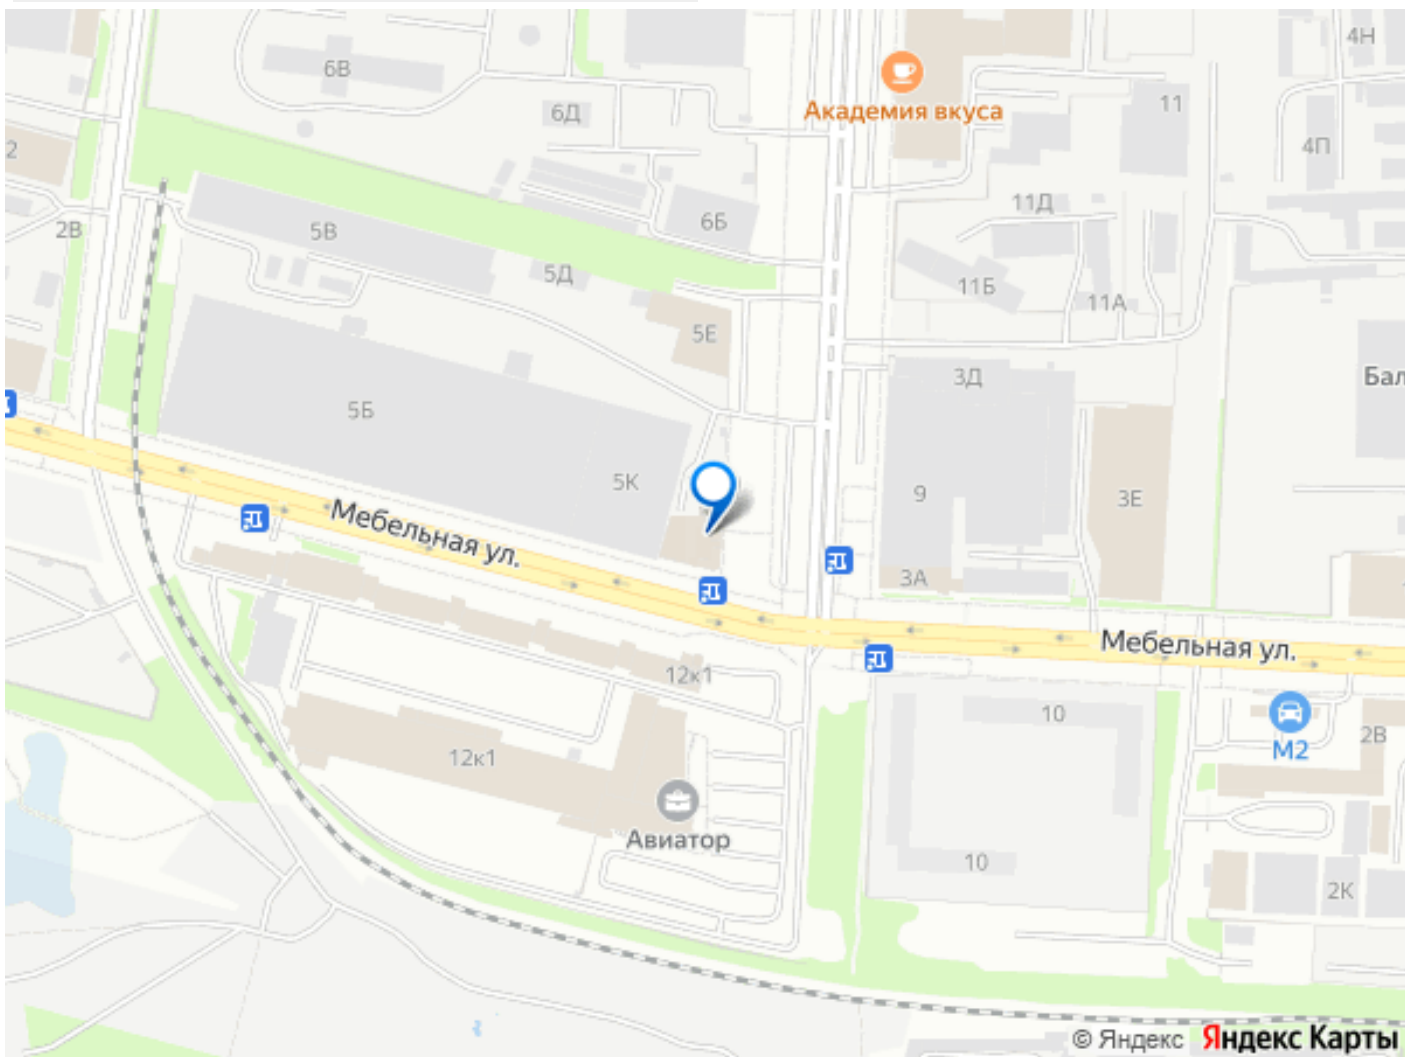 4Н
6В
Академия вкуса
11
6Д
4П
2
11Д
6Б
2В
5В
5Д
11Б
11А
5Е
3Д
Бал
5Б
5К
9
3Е
Мебельная ул.
3А
Мебельная ул.
12к1
10
2В
М2
12к1
Авиатор
10
2К
© Яндекс Яндекс Карты